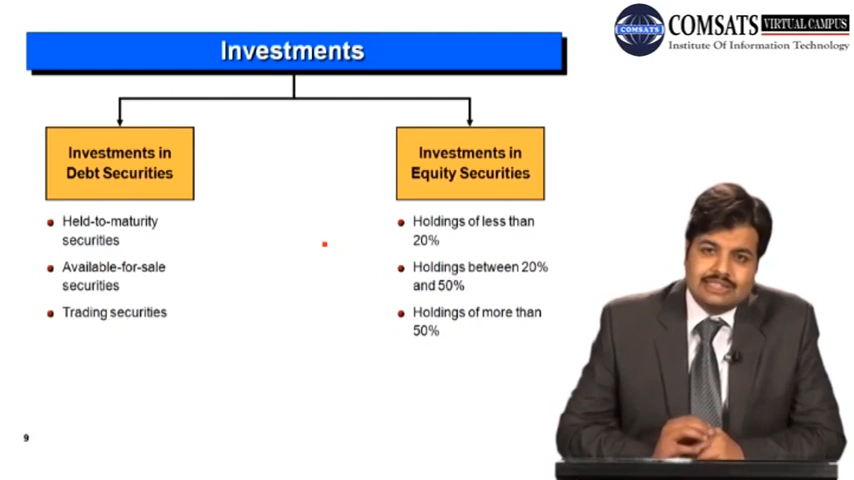 COMSATS
COMSATS VIRTUAL CAMPUS
Institute Of Information Technology
Investments
Investments in
Debt Securities
Held-to-maturity
securities
Available-for-sale
securities
Trading securities
Investments in
Equity Securities
Holdings of less than
20%
Holdings between 20%
and 50%
Holdings of more than
50%
9